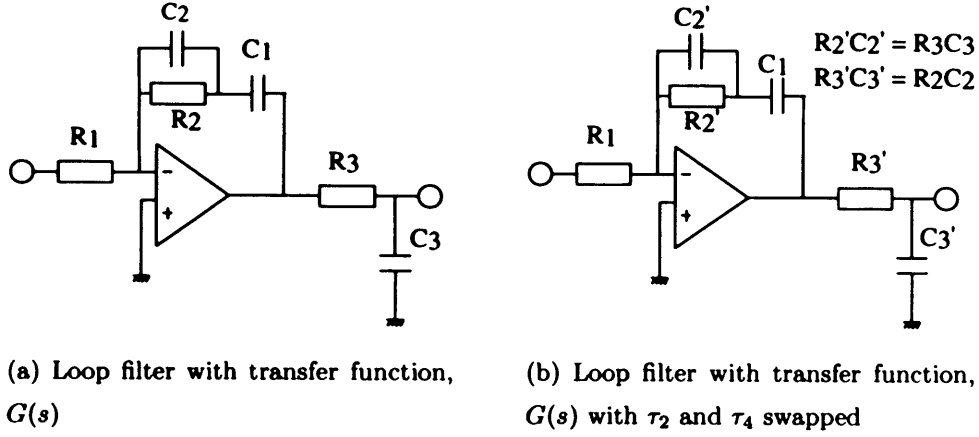 C2
C1
R2
R1
R3
C3
-
+
C2'
C1
R2'
R1
R3'
C3'
-
+
R2'C2' = R3C3
R3'C3' = R2C2
(a) Loop filter with transfer function,
G(s)
(b) Loop filter with transfer function,
G(s) with τ2 and τ4 swapped